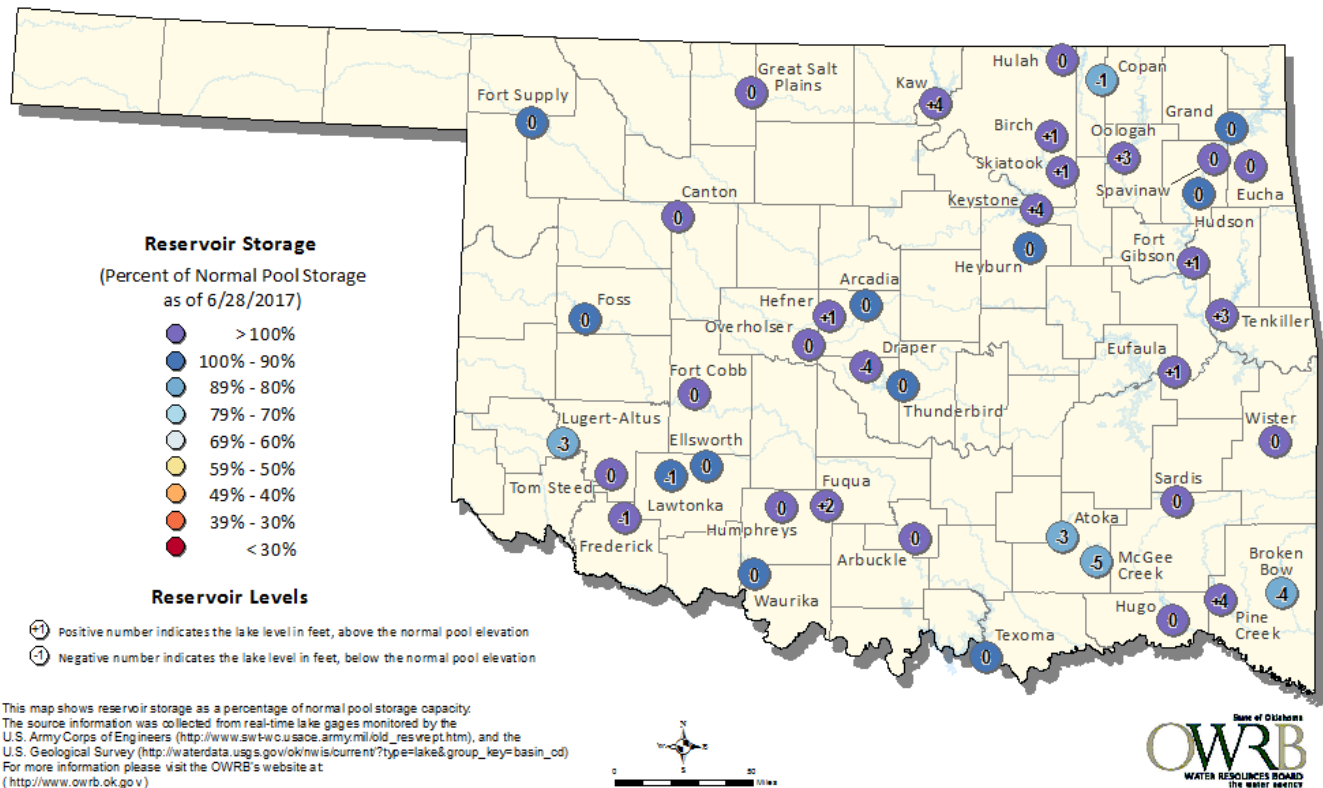 Hulah
0
Copan
-1
Great Salt
Plains
0
Kaw
+4
Fort Supply
0
Grand
0
Birch
+1
Oologah
+3
Skiatook
+1
Spavinaw
0
0
Eucha
Canton
0
Keystone
+4
0
Hudson
Reservoir Storage
(Percent of Normal Pool Storage
as of 6/28/2017)
Fort
Gibson
+1
Heyburn
0
Arcadia
0
Foss
0
Hefner
+1
Overholser
0
> 100%
100% - 90%
89% - 80%
79% - 70%
69% - 60%
59% - 50%
49% - 40%
39% - 30%
< 30%
+3
Tenkiller
Draper
-4
Eufaula
+1
Fort Cobb
0
0
Thunderbird
Lugert-Altus
-3
Ellsworth
0
Wister
0
Tom Steed
0
-1
Lawtonka
Fuqua
+2
Sardis
0
-1
Frederick
0
Humphreys
Arbuckle
0
Atoka
-3
-5
McGee
Creek
Broken
Bow
-4
0
Waurika
Hugo
0
+4
Pine
Creek
Texoma
0
Reservoir Levels
+1 Positive number indicates the lake level in feet, above the normal pool elevation
-1 Negative number indicates the lake level in feet, below the normal pool elevation
This map shows reservoir storage as a percentage of normal pool storage capacity.
The source information was collected from real-time lake gages monitored by the
U.S. Army Corps of Engineers (http://www.swt-wc.usace.army.mil/old_resvrept.htm), and the
U.S. Geological Survey (http://waterdata.usgs.gov/ok/nwis/current/?type=lake&group_key=basin_cd)
For more information please visit the OWRB's website at:
(http://www.owrb.ok.gov)
N
E
S
0 50
Miles
State of Oklahoma
OWRB
WATER RESOURCES BOARD
the water agency